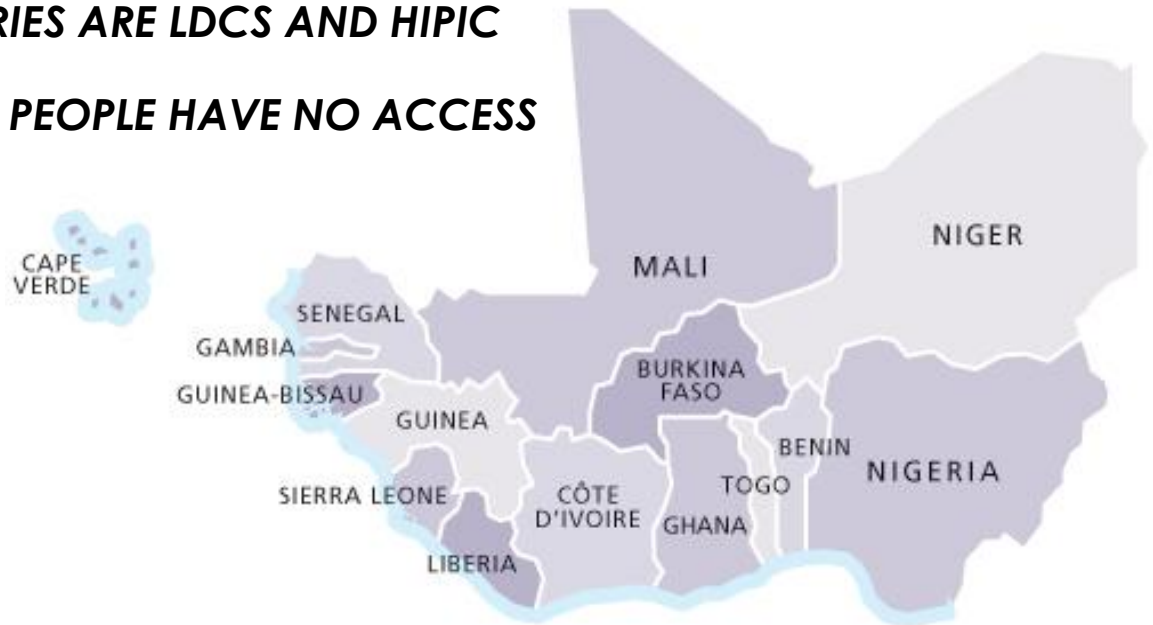 RIES ARE LDCS AND HIPIC
PEOPLE HAVE NO ACCESS
NIGER
MALI
CAPE
VERDE
SENEGAL
GAMBIA
BURKINA
FASO
GUINEA-BISSAU
GUINEA
BENIN
NIGERIA
TOGO
SIERRA LEONE
CÔTE
D'IVOIRE
GHANA
LIBERIA